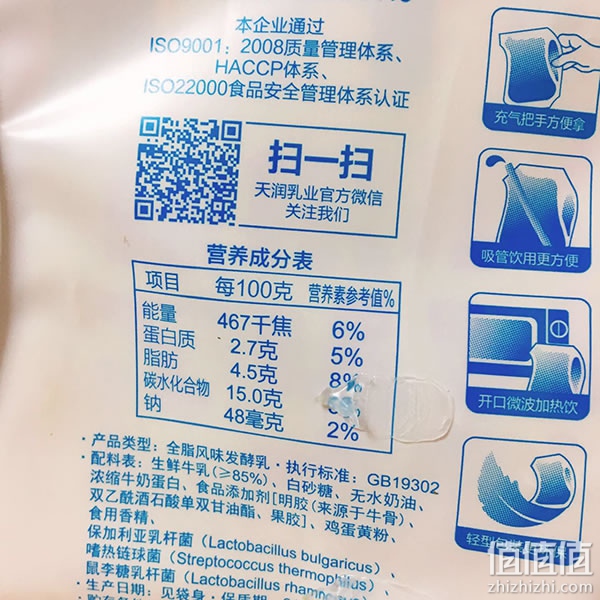 本企业通过
ISO9001：2008质量管理体系、
HACCP体系、
ISO22000食品安全管理体系认证
扫一扫
天润乳业官方微信
关注我们
营养成分表
项目 每100克 营养素参考值%
能量 467千焦 6%
蛋白质 2.7克 5%
脂肪 4.5克 8%
碳水化合物 15.0克
钠 48毫克 2%
·产品类型：全脂风味发酵乳·执行标准：GB19302
·配料表：生鲜牛乳(≥85%)、白砂糖、无水奶油、
浓缩牛奶蛋白、食品添加剂[明胶(来源于牛骨)、
双乙酰酒石酸单双甘油酯、果胶]、鸡蛋黄粉、
食用香精、
保加利亚乳杆菌（Lactobacillus bulgaricus）
嗜热链球菌（Streptococcus thermophilus）、
鼠李糖乳杆菌（Lactobacillus rhamnosus）
·生产日期：见袋身·保质期：
充气把手方便拿
吸管饮用更方便
开口微波加热饮
轻型
值值值
zhizhizhi.com